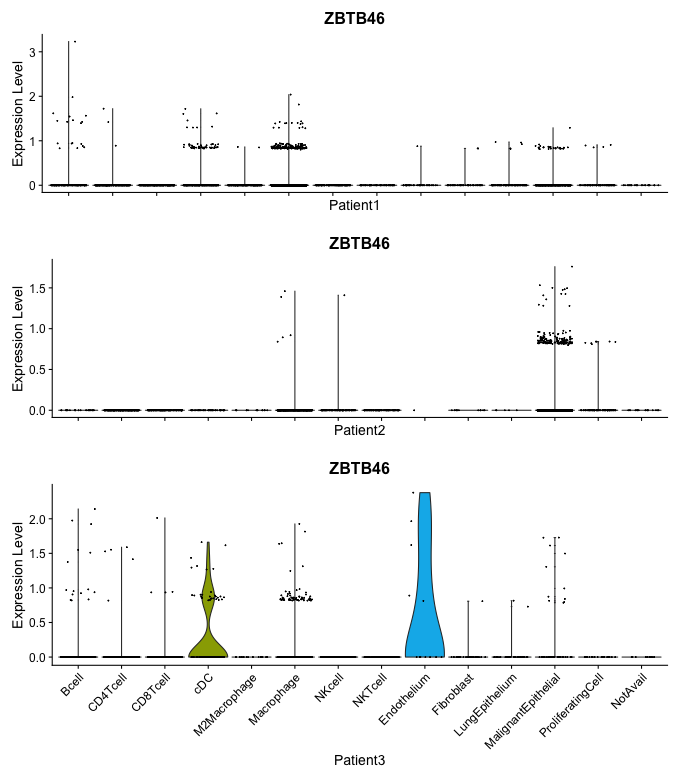 ZBTB46
Expression Level
3
2
1
0
Patient1
ZBTB46
Expression Level
1.5
1.0
0.5
0.0
Patient2
ZBTB46
Expression Level
2.0
1.5
1.0
0.5
0.0
Bcell
CD4Tcell
CD8Tcell
cDC
M2Macrophage
Macrophage
NKcell
NKTcell
Endothelium
Fibroblast
LungEpithelium
MalignantEpithelial
ProliferatingCell
NotAvail
Patient3